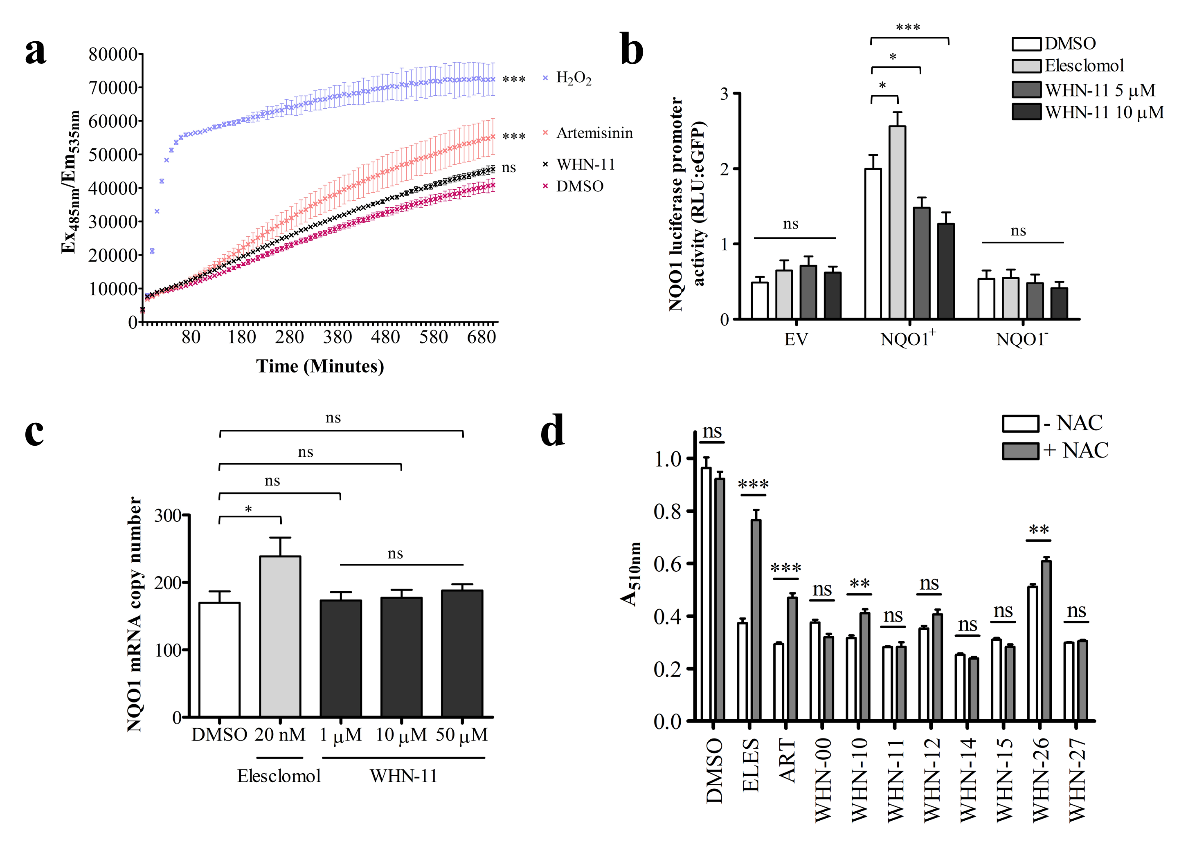 a
Ex485nm/Em535nm
80000
70000
60000
50000
40000
30000
20000
10000
0
80
180
280
380
480
580
680
Time (Minutes)
*** H2O2
*** Artemisinin
ns WHN-11
DMSO
b
NQO1 luciferase promoter
activity (RLU:eGFP)
4
3
2
1
0
DMSO
Elesclomol
WHN-11 5 µM
WHN-11 10 µM
***
*
*
ns
ns
EV
NQO1+
NQO1-
c
NQO1 mRNA copy number
300
200
100
0
ns
ns
ns
*
ns
DMSO
20 nM
1 µM
10 µM
50 µM
Elesclomol
WHN-11
d
A510nm
1.0
0.8
0.6
0.4
0.2
0.0
- NAC
+ NAC
ns
***
***
ns
**
ns
ns
ns
ns
**
ns
DMSO
ELES
ART
WHN-00
WHN-10
WHN-11
WHN-12
WHN-14
WHN-15
WHN-26
WHN-27